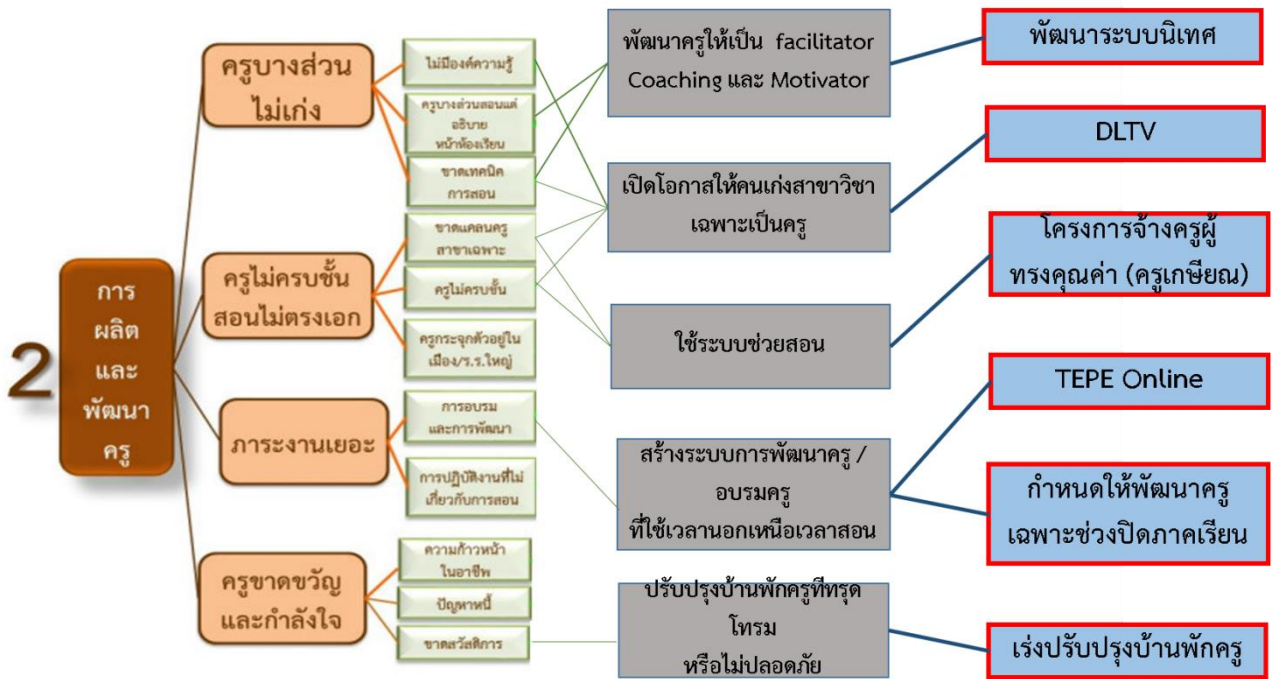 2
การ
ผลิต
และ
พัฒนา
ครู
ครูบางส่วน
ไม่เก่ง
ไม่มีองค์ความรู้
ครูบางส่วนสอนแต่
อธิบาย
หน้าห้องเรียน
ขาดเทคนิค
การสอน
ครูไม่ครบชั้น
สอนไม่ตรงเอก
ขาดแคลนครู
สาขาเฉพาะ
ครูไม่ครบชั้น
ครูกระจุกตัวอยู่ใน
เมือง/ร.ร.ใหญ่
ภาระงานเยอะ
การอบรม
และการพัฒนา
การปฏิบัติงานที่ไม่
เกี่ยวกับการสอน
ครูขาดขวัญ
และกำลังใจ
ความก้าวหน้า
ในอาชีพ
ปัญหาหนี้
ขาดสวัสดิการ
พัฒนาครูให้เป็น facilitator
Coaching และ Motivator
เปิดโอกาสให้คนเก่งสาขาวิชา
เฉพาะเป็นครู
ใช้ระบบช่วยสอน
สร้างระบบการพัฒนาครู /
อบรมครู
ที่ใช้เวลานอกเหนือเวลาสอน
ปรับปรุงบ้านพักครูที่ทรุด
โทรม
หรือไม่ปลอดภัย
พัฒนาระบบนิเทศ
DLTV
โครงการจ้างครูผู้
ทรงคุณค่า (ครูเกษียณ)
TEPE Online
กำหนดให้พัฒนาครู
เฉพาะช่วงปิดภาคเรียน
เร่งปรับปรุงบ้านพักครู